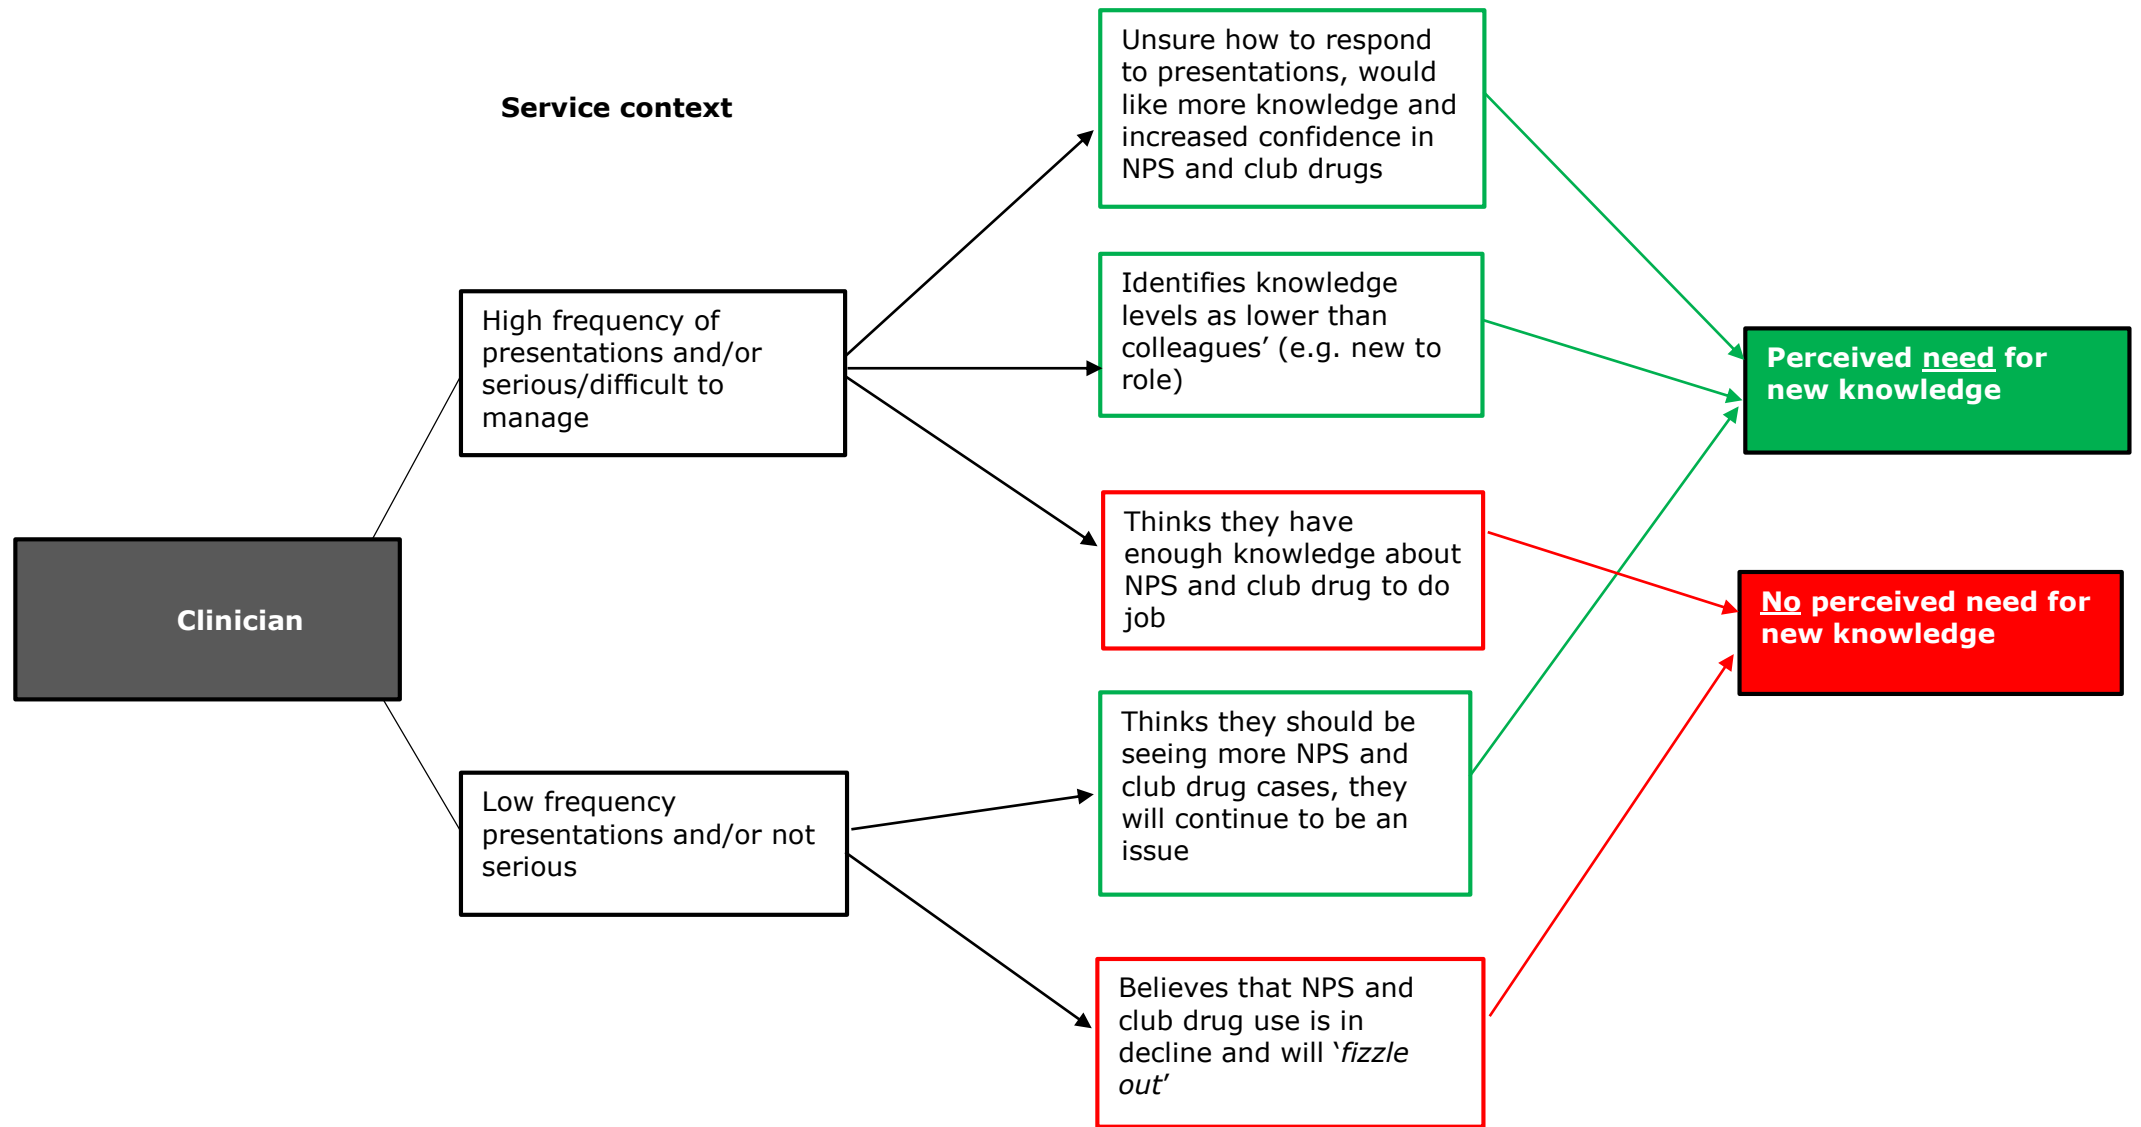 Service context
Clinician
High frequency of
presentations and/or
serious/difficult to
manage
Low frequency
presentations and/or not
serious
Unsure how to respond
to presentations, would
like more knowledge and
increased confidence in
NPS and club drugs
Identifies knowledge
levels as lower than
colleagues’ (e.g. new to
role)
Thinks they have
enough knowledge about
NPS and club drug to do
job
Thinks they should be
seeing more NPS and
club drug cases, they
will continue to be an
issue
Believes that NPS and
club drug use is in
decline and will ‘fizzle
out’
Perceived need for
new knowledge
No perceived need for
new knowledge